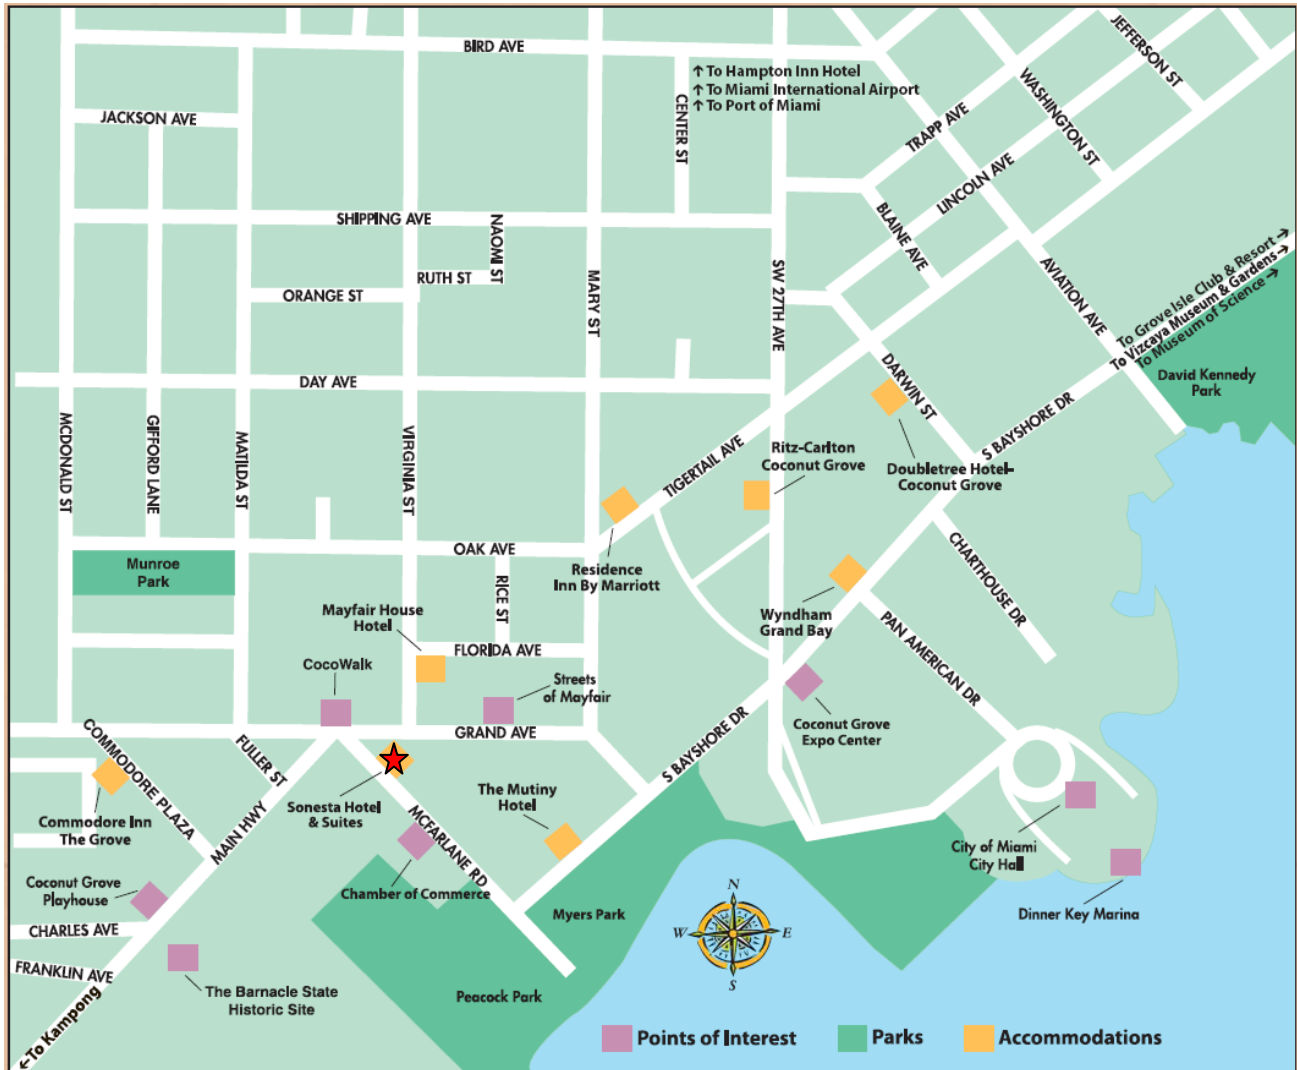 BIRD AVE
JEFFERSON ST
↑ To Hampton Inn Hotel
↑ To Miami International Airport
↑ To Port of Miami
WASHINGTON ST
JACKSON AVE
CENTER ST
TRAPP AVE
LINCOLN AVE
SHIPPING AVE
NAOMI ST
BLAINE AVE
RUTH ST
ORANGE ST
MARY ST
SW 27TH AVE
AVIATION AVE
To Grove Isle Club & Resort →
To Vizcaya Museum & Gardens →
To Museum of Science →
David Kennedy
Park
DAY AVE
DARWIN ST
MCDONALD ST
GIFFORD LANE
MATILDA ST
VIRGINIA ST
TIGERTAIL AVE
S BAYSHORE DR
Ritz-Carlton
Coconut Grove
Doubletree Hotel–
Coconut Grove
OAK AVE
Munroe
Park
Residence
Inn By Marriott
RICE ST
CHARTHOUSE DR
Mayfair House
Hotel
Wyndham
Grand Bay
PAN AMERICAN DR
FLORIDA AVE
CocoWalk
Streets
of Mayfair
Coconut Grove
Expo Center
GRAND AVE
S BAYSHORE DR
COMMODORE PLAZA
FULLER ST
MAIN HWY
Sonesta Hotel
& Suites
The Mutiny
Hotel
MCFARLANE RD
Commodore Inn
The Grove
City of Miami
City Hall
Coconut Grove
Playhouse
Chamber of Commerce
Myers Park
Dinner Key Marina
CHARLES AVE
N
W
E
S
FRANKLIN AVE
The Barnacle State
Historic Site
Peacock Park
←To Kampong
Points of Interest
Parks
Accommodations